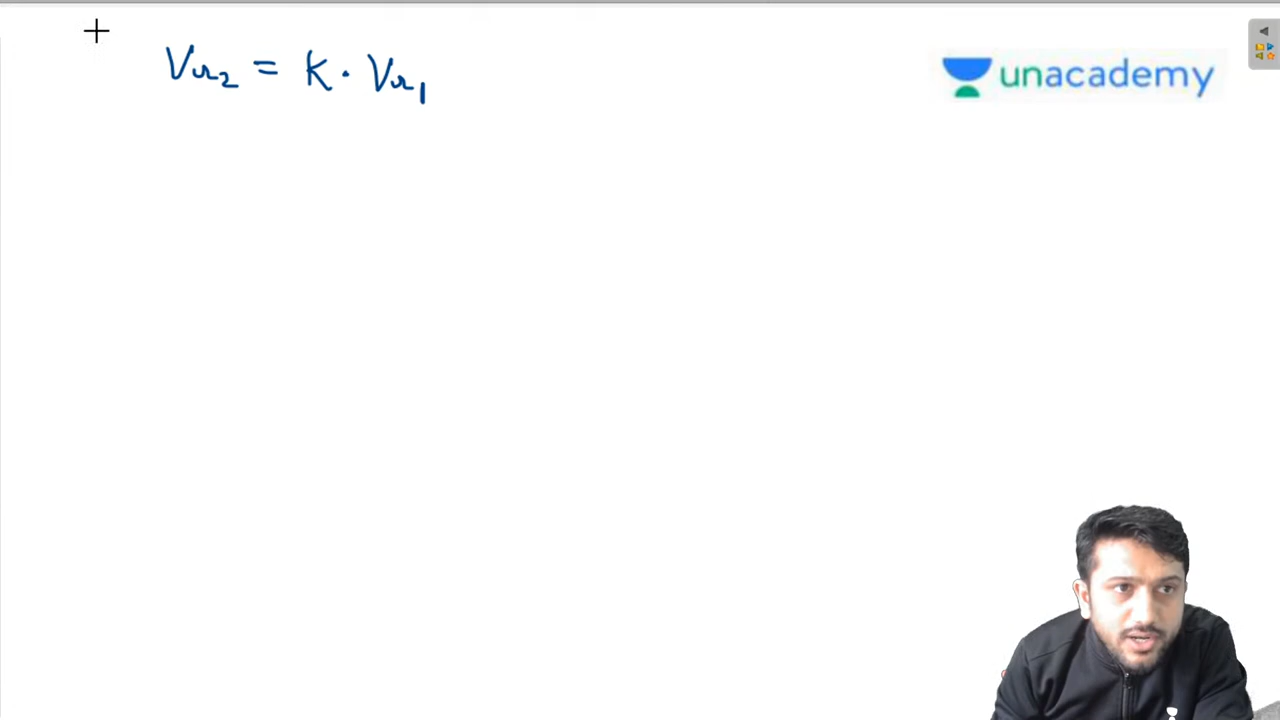 Vr₂ = K · Vr₁
unacademy